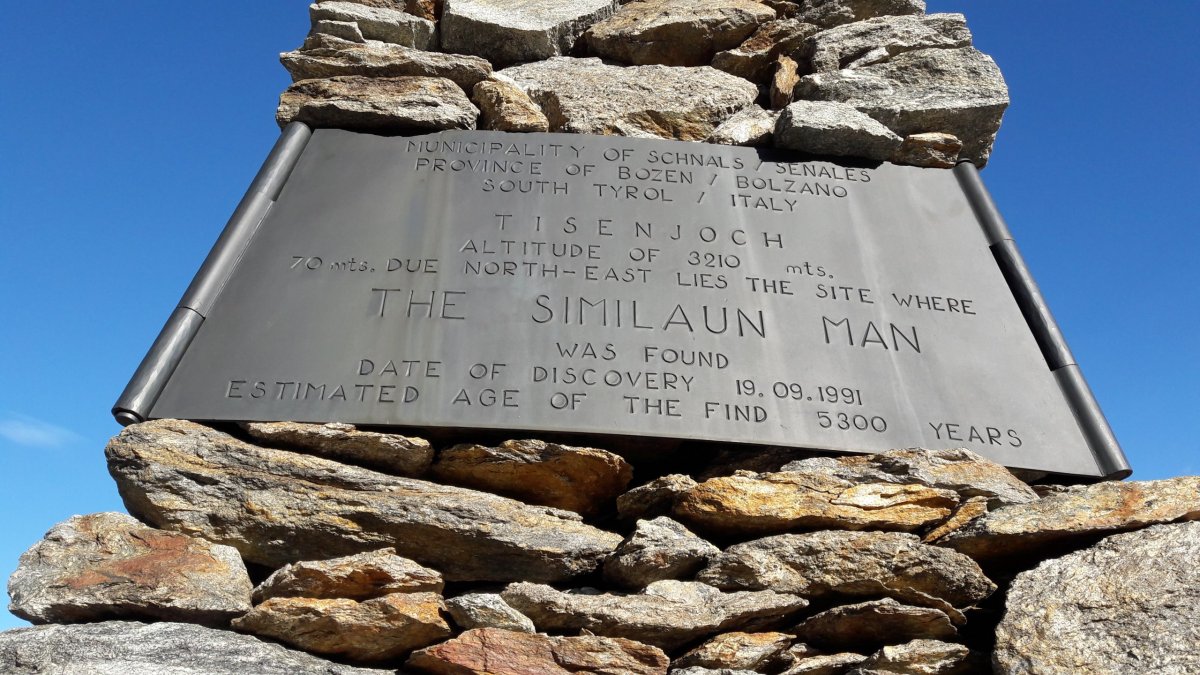 MUNICIPALITY OF SCHNALS / SENALES
PROVINCE OF BOZEN / BOLZANO
SOUTH TYROL / ITALY
TISENJOCH
ALTITUDE OF 3210 mts.
70 mts. DUE NORTH-EAST LIES THE SITE WHERE
THE SIMILAUN MAN
WAS FOUND
DATE OF DISCOVERY 19.09.1991
ESTIMATED AGE OF THE FIND 5300 YEARS